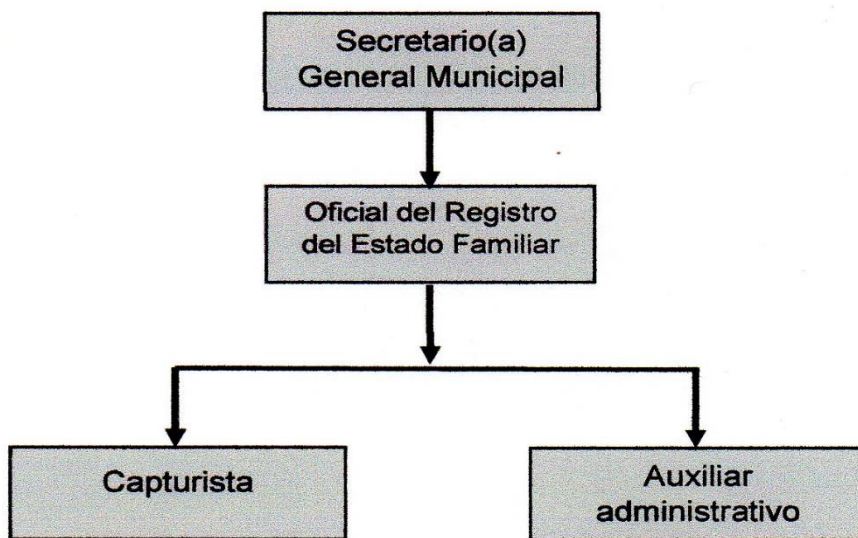 Secretario(a)
General Municipal
Oficial del Registro
del Estado Familiar
Capturista
Auxiliar
administrativo